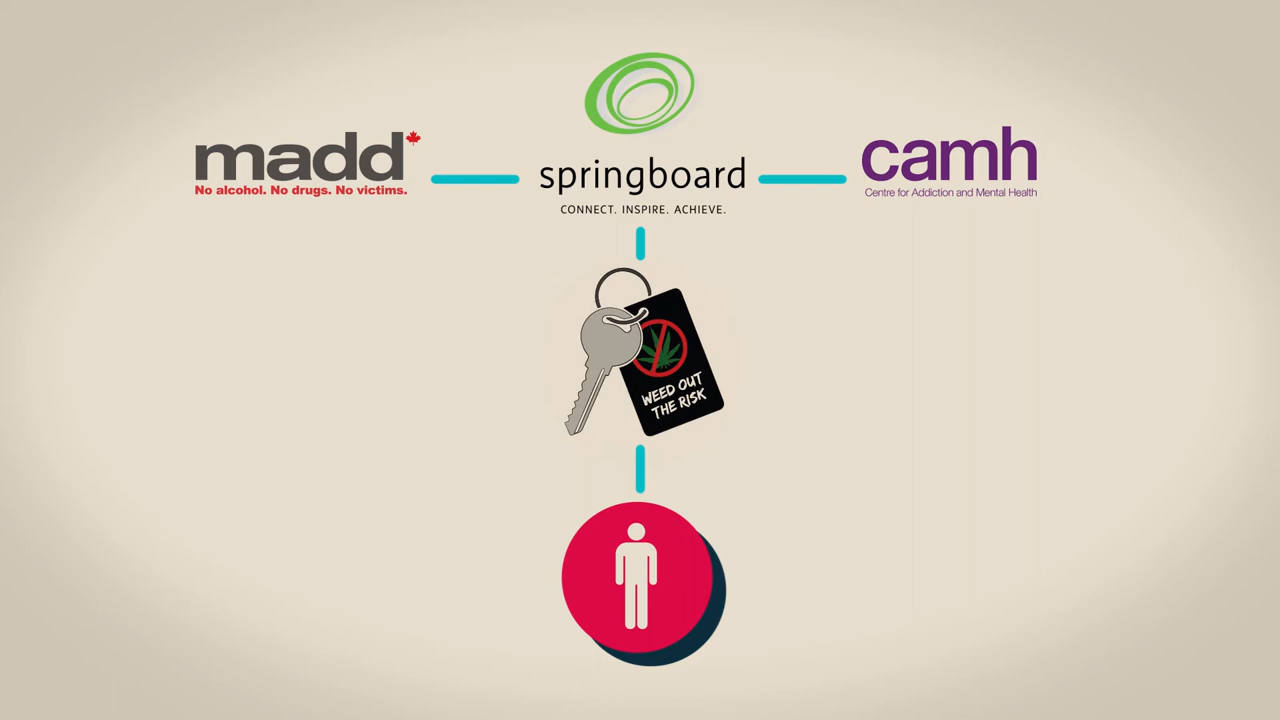 madd
No alcohol. No drugs. No victims.
springboard
CONNECT. INSPIRE. ACHIEVE.
camh
Centre for Addiction and Mental Health
WEED OUT
THE RISK